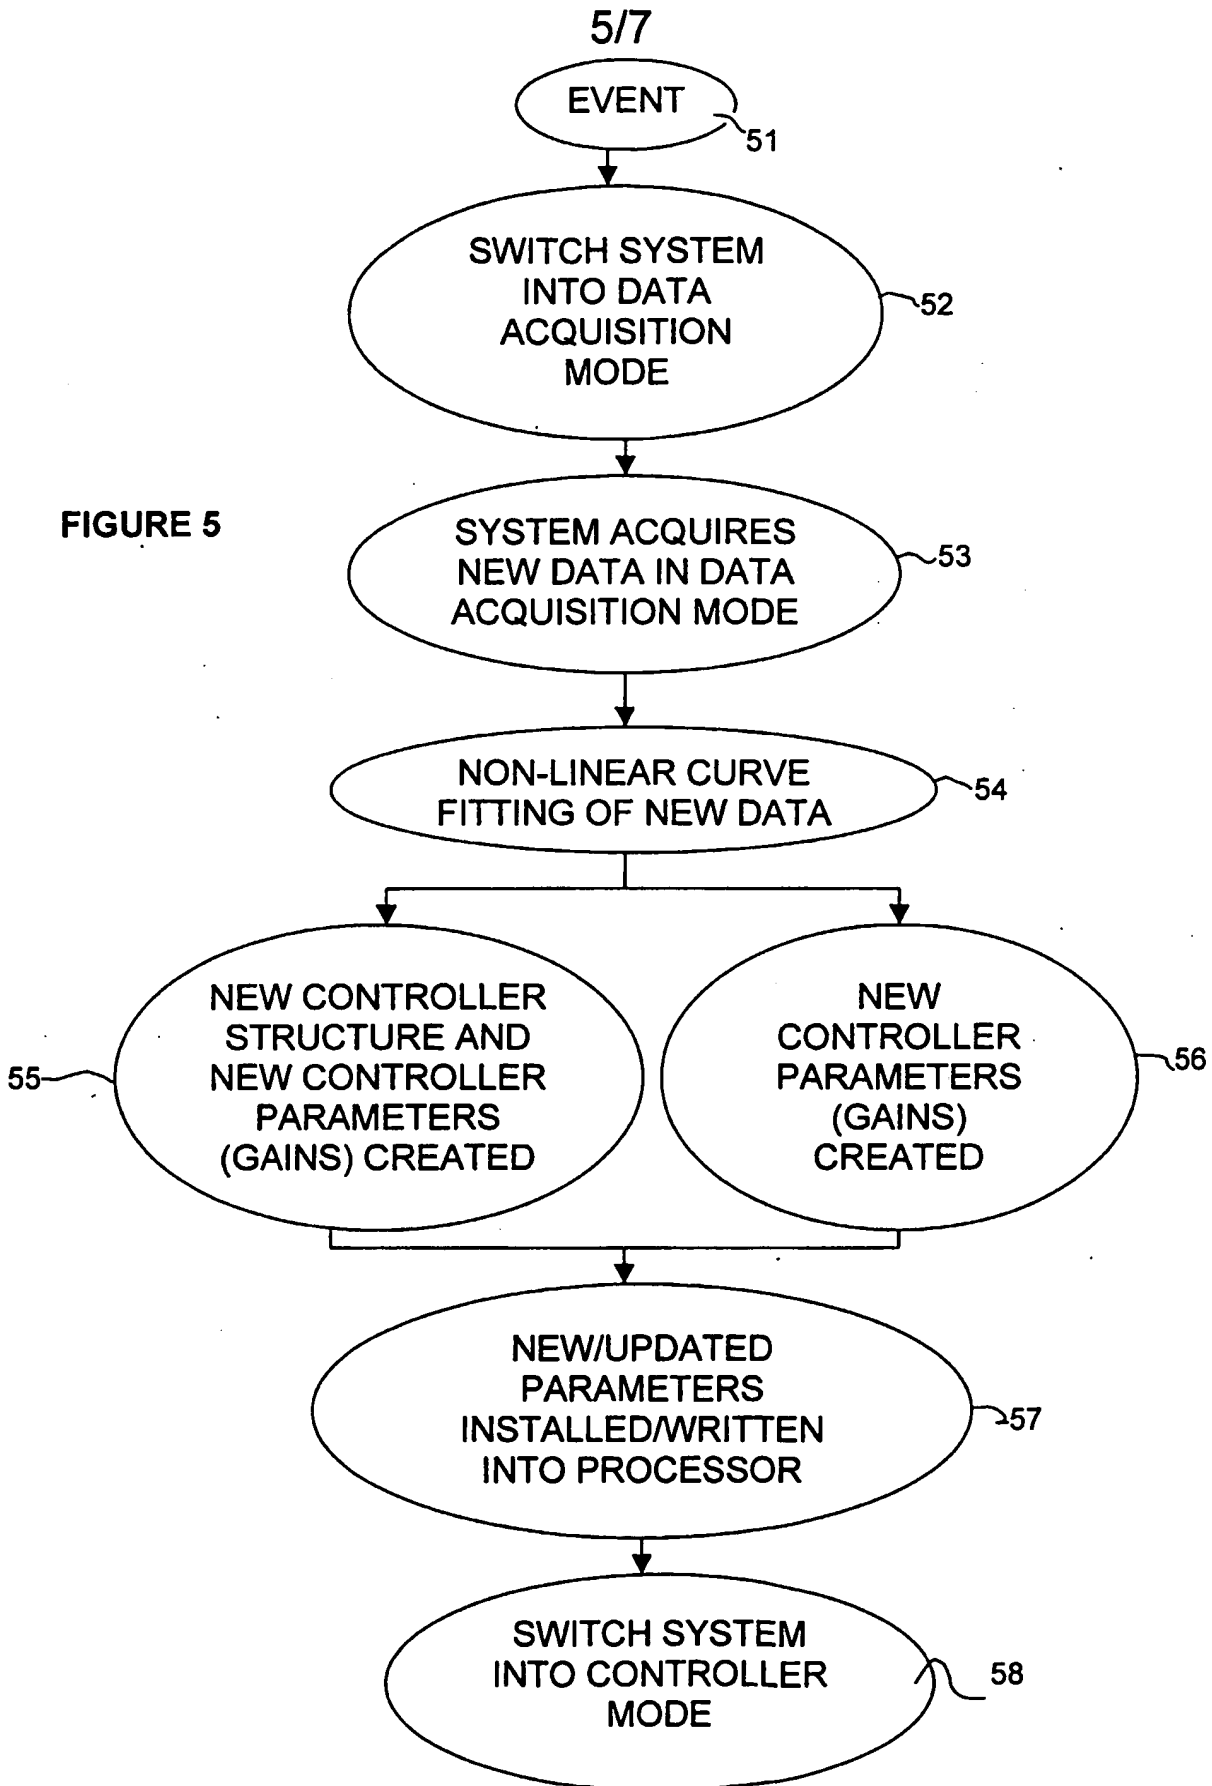 5/7
EVENT
51
SWITCH SYSTEM
INTO DATA
ACQUISITION
MODE
52
FIGURE 5
SYSTEM ACQUIRES
NEW DATA IN DATA
ACQUISITION MODE
53
NON-LINEAR CURVE
FITTING OF NEW DATA
54
NEW CONTROLLER
STRUCTURE AND
NEW CONTROLLER
PARAMETERS
(GAINS) CREATED
55
NEW
CONTROLLER
PARAMETERS
(GAINS)
CREATED
56
NEW/UPDATED
PARAMETERS
INSTALLED/WRITTEN
INTO PROCESSOR
57
SWITCH SYSTEM
INTO CONTROLLER
MODE
58